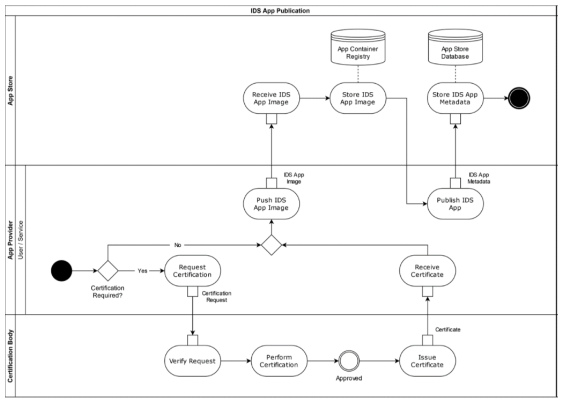 IDS App Publication
App Store
App Container
Registry
App Store
Database
Receive IDS
App Image
Store IDS
App Image
Store IDS App
Metadata
App Provider
User / Service
IDS App
Image
IDS App
Metadata
Push IDS
App Image
Publish IDS
App
No
Yes
Certification
Required?
Request
Certification
Receive
Certificate
Certification
Request
Certification Body
Certificate
Verify Request
Perform
Certification
Approved
Issue
Certificate